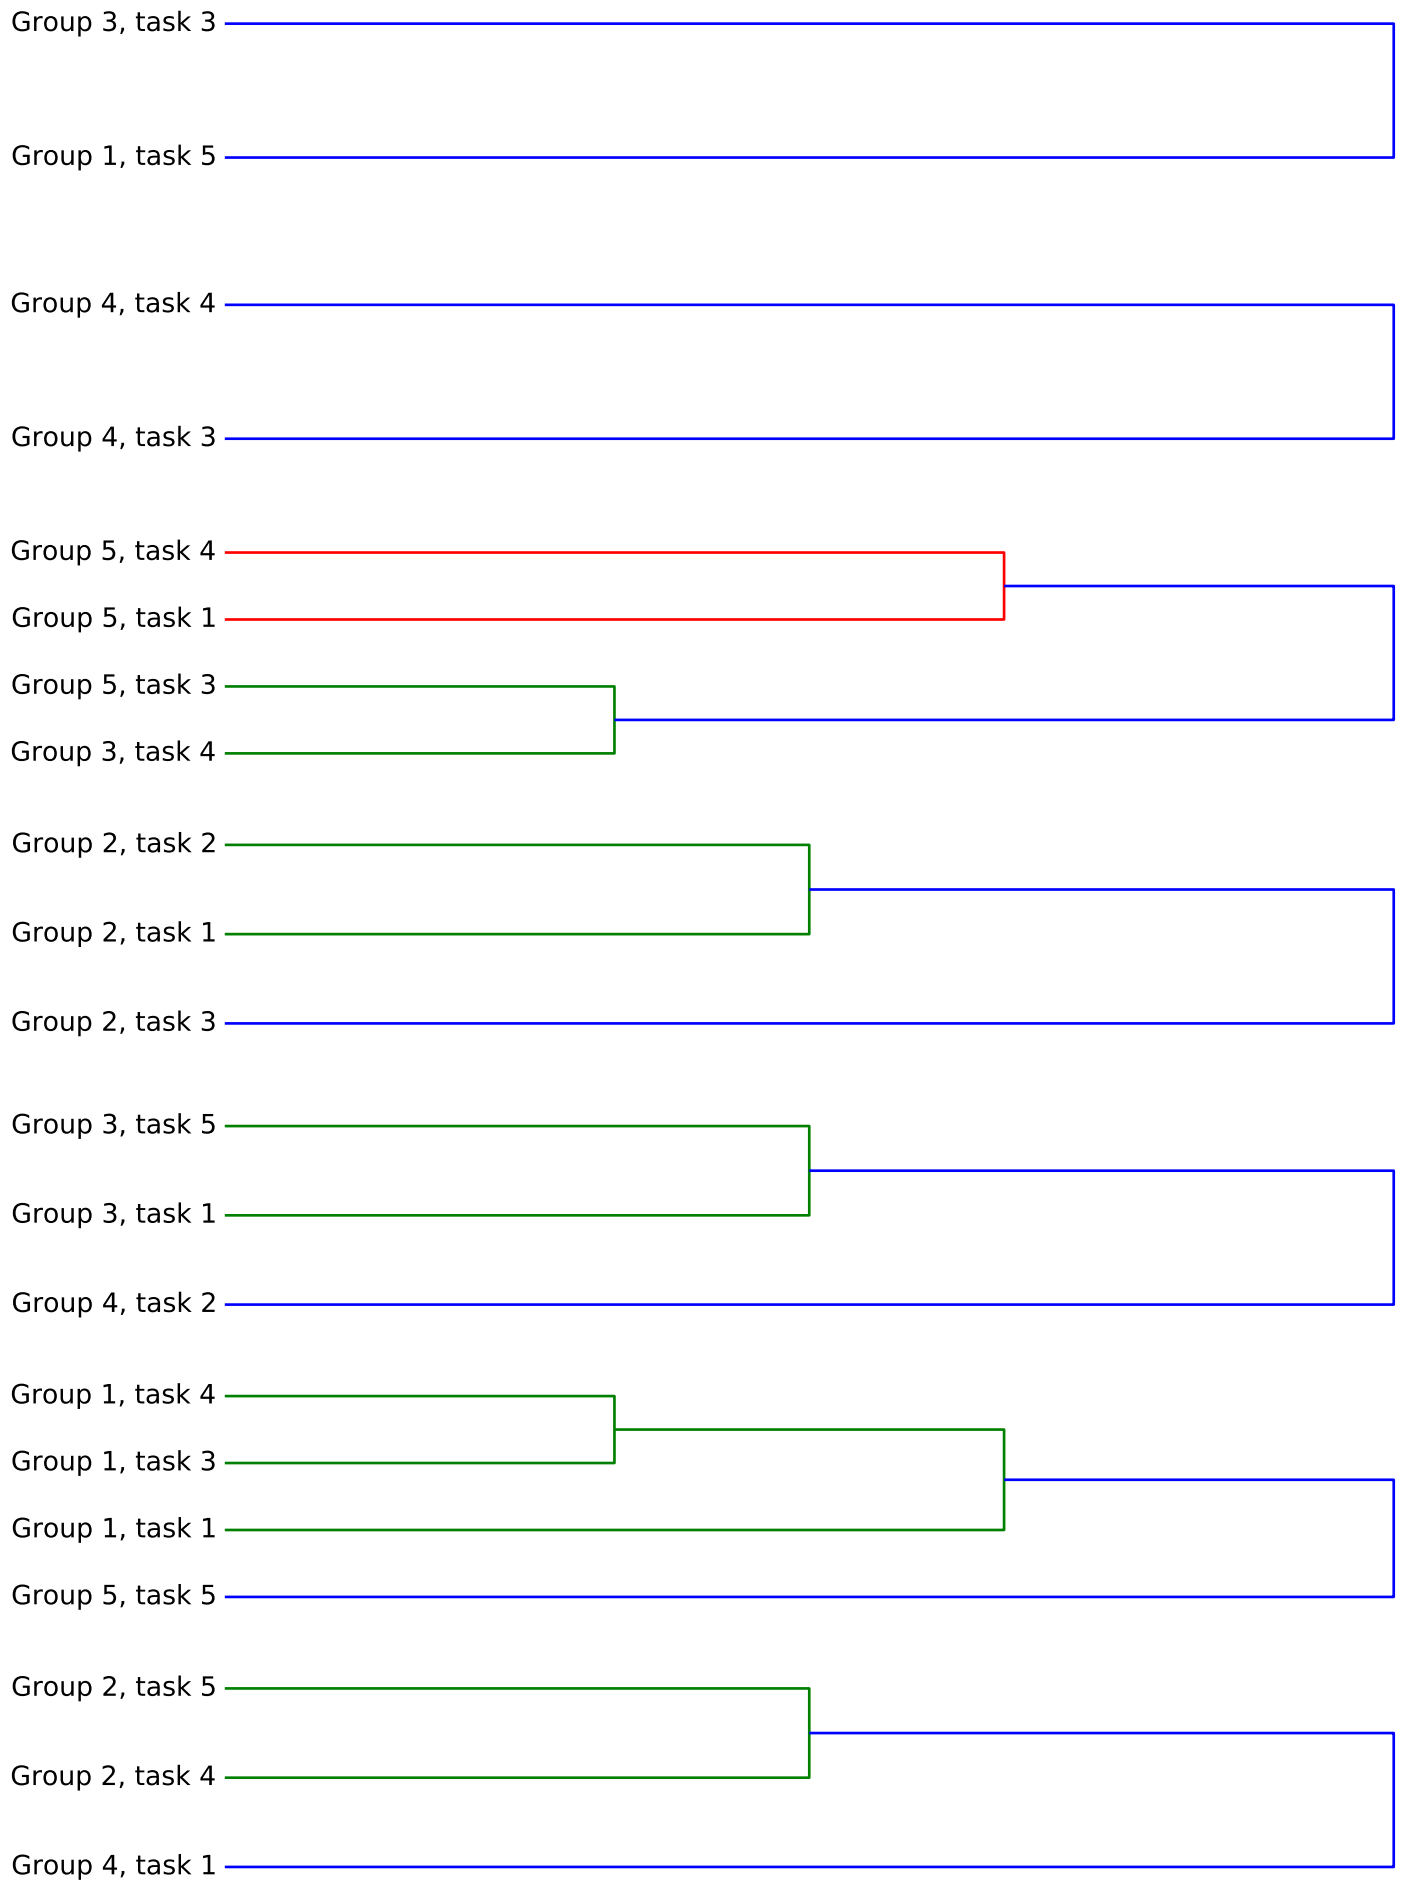 Group 3, task 3
Group 1, task 5
Group 4, task 4
Group 4, task 3
Group 5, task 4
Group 5, task 1
Group 5, task 3
Group 3, task 4
Group 2, task 2
Group 2, task 1
Group 2, task 3
Group 3, task 5
Group 3, task 1
Group 4, task 2
Group 1, task 4
Group 1, task 3
Group 1, task 1
Group 5, task 5
Group 2, task 5
Group 2, task 4
Group 4, task 1